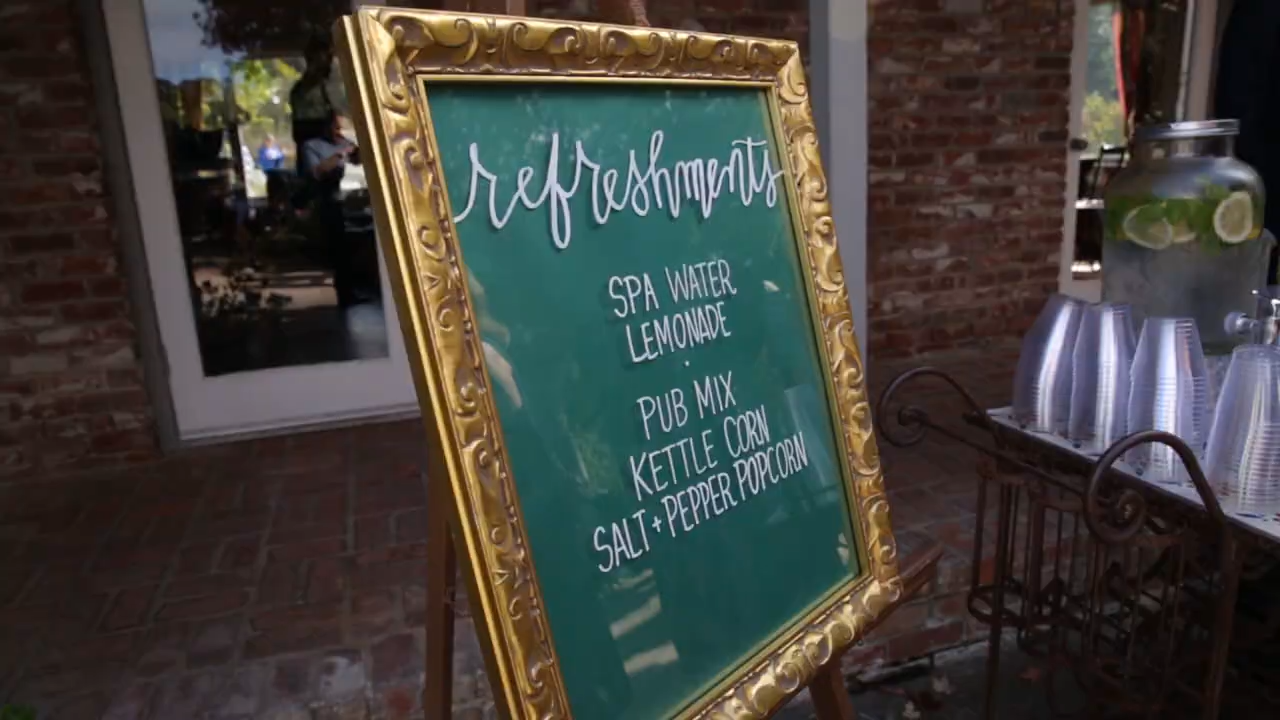 refreshments
SPA WATER
LEMONADE
·
PUB MIX
KETTLE CORN
SALT + PEPPER POPCORN